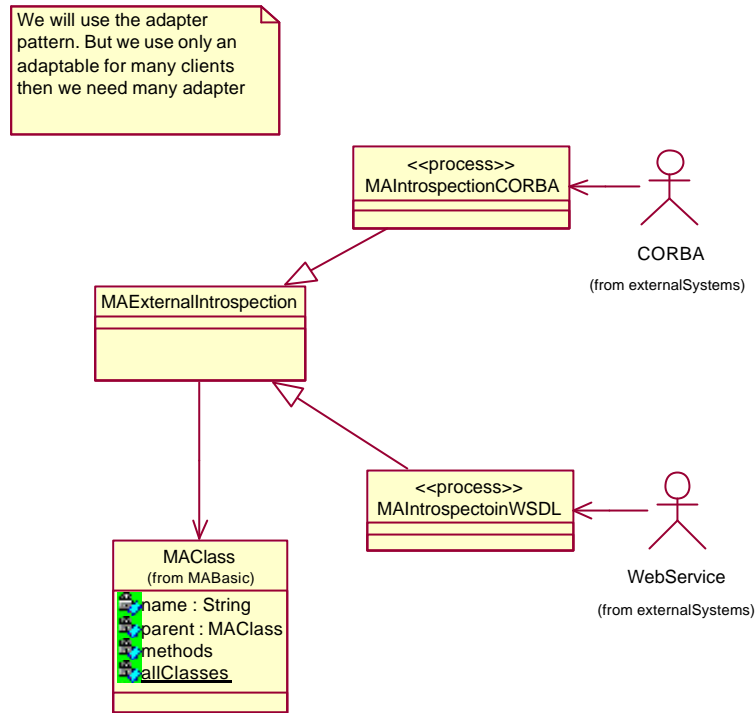 We will use the adapter
pattern. But we use only an
adaptable for many clients
then we need many adapter
<<process>>
MAIntrospectionCORBA
CORBA
(from externalSystems)
MAExternalIntrospection
<<process>>
MAIntrospectoinWSDL
WebService
(from externalSystems)
MAClass
(from MABasic)
name : String
parent : MAClass
methods
allClasses